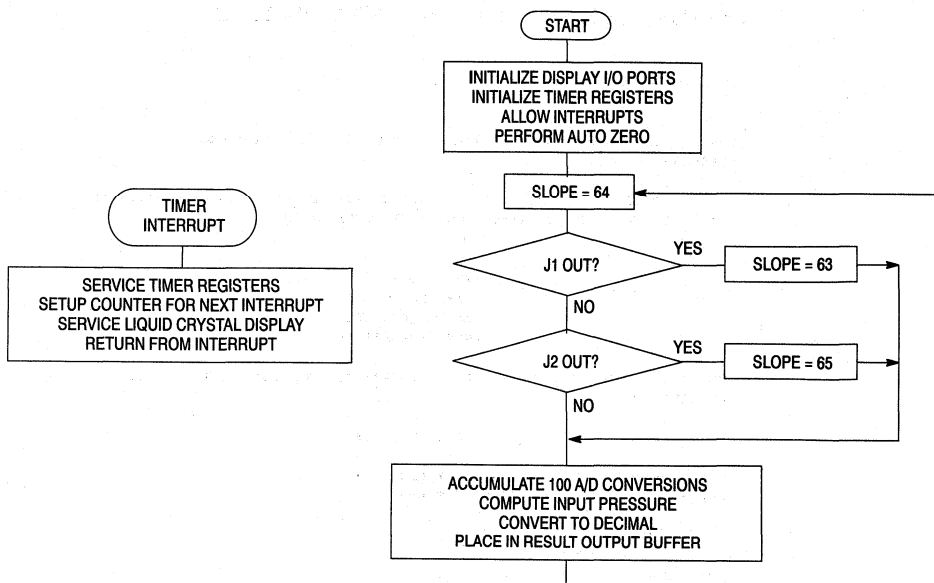 START
INITIALIZE DISPLAY I/O PORTS
INITIALIZE TIMER REGISTERS
ALLOW INTERRUPTS
PERFORM AUTO ZERO
SLOPE = 64
TIMER
INTERRUPT
SERVICE TIMER REGISTERS
SETUP COUNTER FOR NEXT INTERRUPT
SERVICE LIQUID CRYSTAL DISPLAY
RETURN FROM INTERRUPT
J1 OUT?
YES
SLOPE = 63
NO
J2 OUT?
YES
SLOPE = 65
NO
ACCUMULATE 100 A/D CONVERSIONS
COMPUTE INPUT PRESSURE
CONVERT TO DECIMAL
PLACE IN RESULT OUTPUT BUFFER